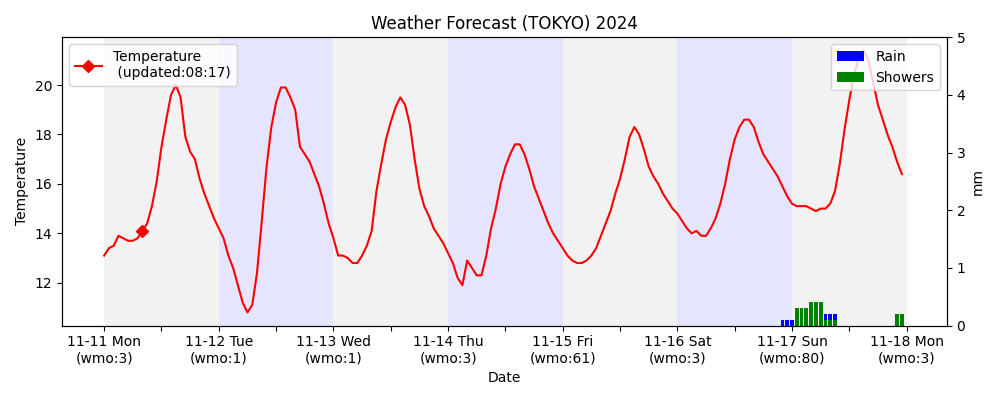 Weather Forecast (TOKYO) 2024
Temperature
(updated:08:17)
Rain
Showers
Temperature
20
18
16
14
12
5
4
3
2
1
0
mm
11-11 Mon
(wmo:3)
11-12 Tue
(wmo:1)
11-13 Wed
(wmo:1)
11-14 Thu
(wmo:3)
11-15 Fri
(wmo:61)
11-16 Sat
(wmo:3)
11-17 Sun
(wmo:80)
11-18 Mon
(wmo:3)
Date